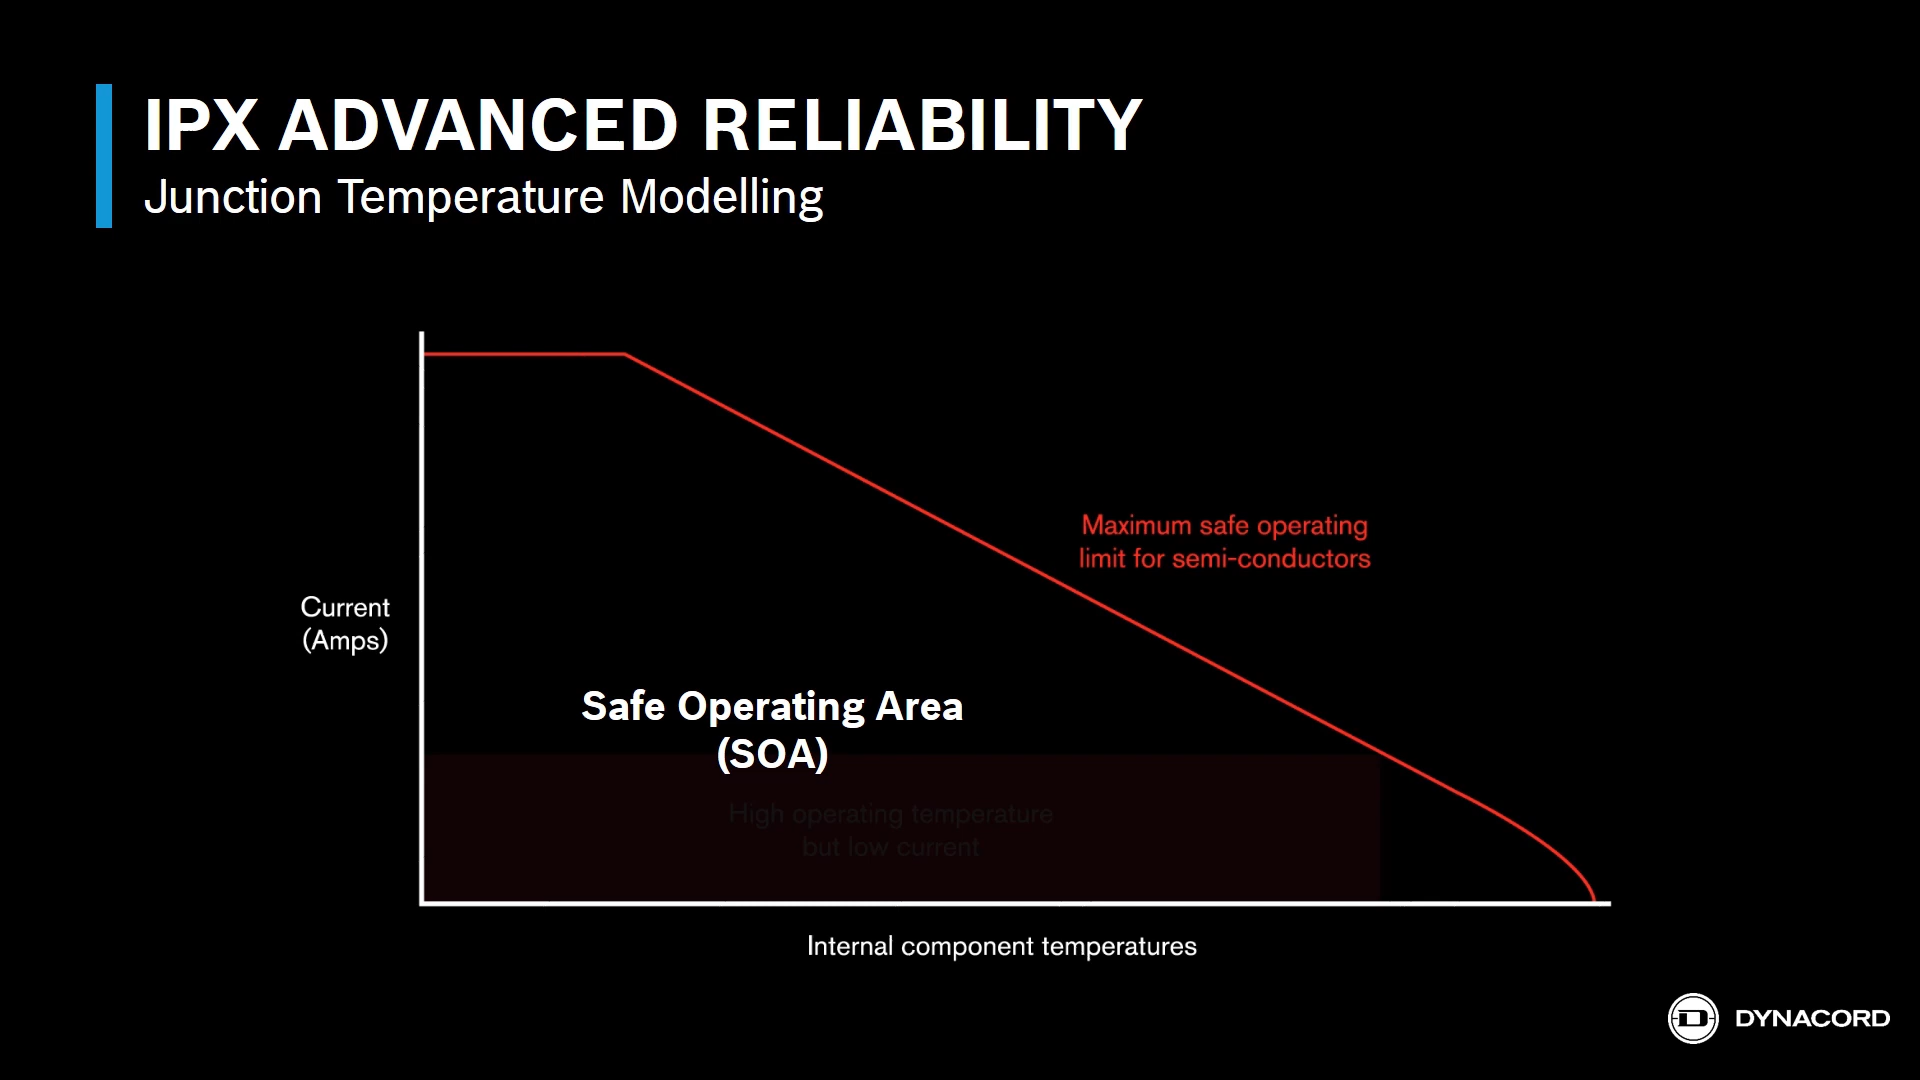 IPX ADVANCED RELIABILITY
Junction Temperature Modelling
Maximum safe operating
limit for semi-conductors
Current
(Amps)
Safe Operating Area
(SOA)
High operating temperature
but low current
Internal component temperatures
DYNACORD